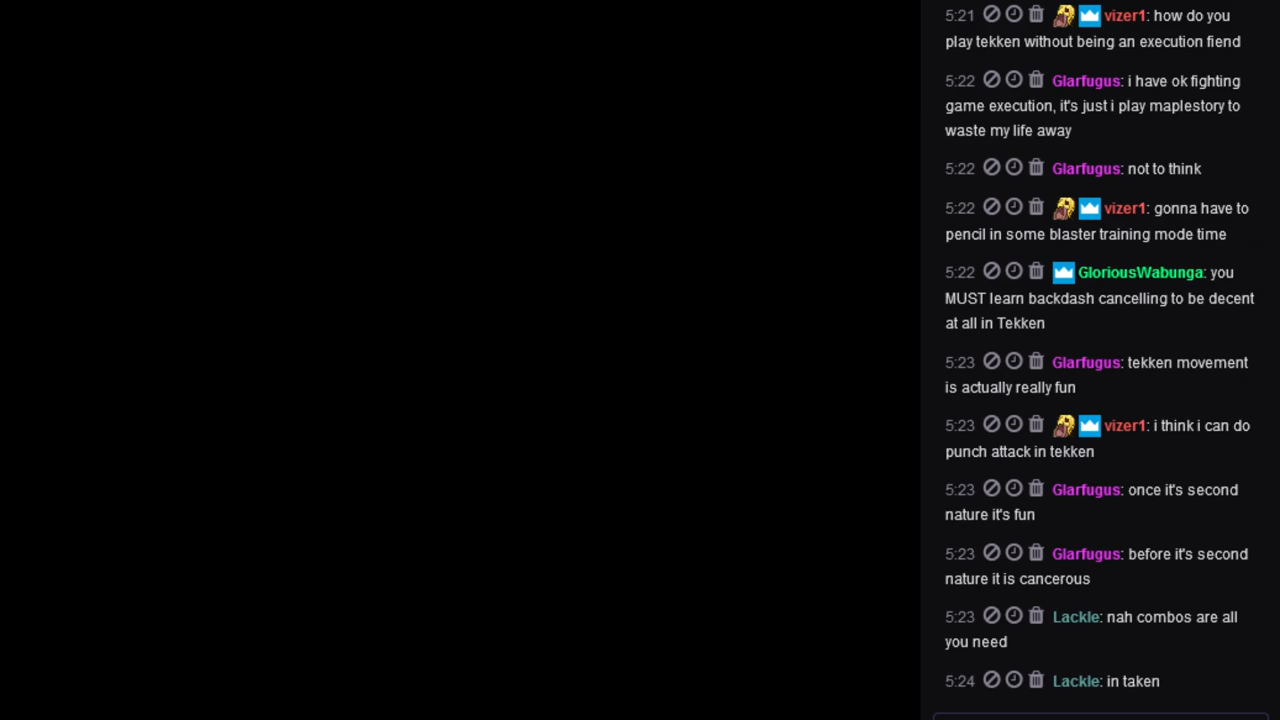 5:21 vizer1: how do you
play tekken without being an execution fiend
5:22 Glarfugus: i have ok fighting
game execution, it's just i play maplestory to
waste my life away
5:22 Glarfugus: not to think
5:22 vizer1: gonna have to
pencil in some blaster training mode time
5:22 GloriousWabunga: you
MUST learn backdash cancelling to be decent
at all in Tekken
5:23 Glarfugus: tekken movement
is actually really fun
5:23 vizer1: i think i can do
punch attack in tekken
5:23 Glarfugus: once it's second
nature it's fun
5:23 Glarfugus: before it's second
nature it is cancerous
5:23 Lackle: nah combos are all
you need
5:24 Lackle: in taken